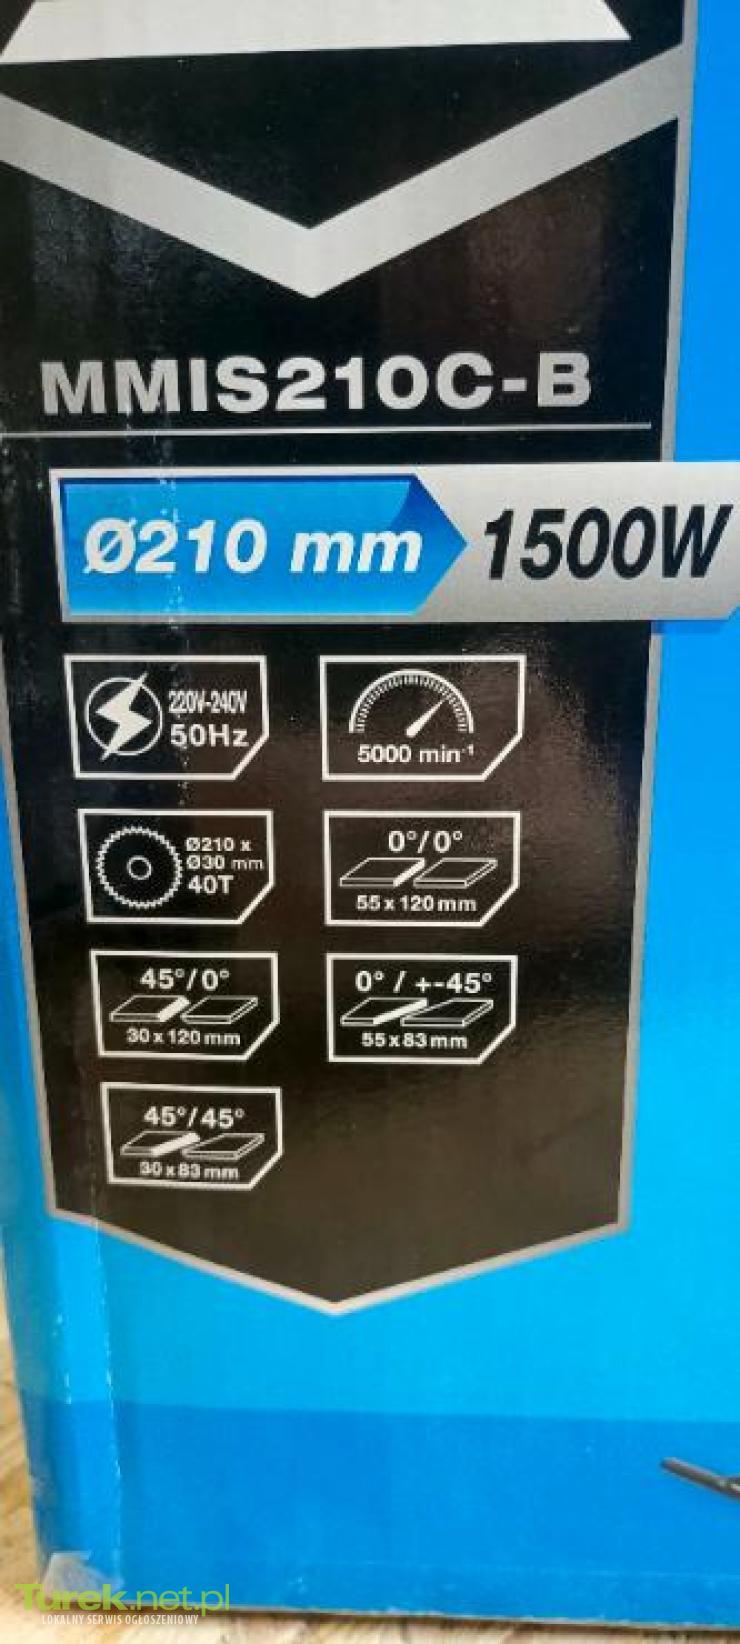 MMIS210C-B
Ø210 mm 1500W
220V-240V
50Hz
5000 min-1
Ø210 x
Ø30 mm
40T
0°/0°
55 x 120 mm
45°/0°
30 x 120 mm
0° / +-45°
55 x 83 mm
45°/45°
30 x 83 mm
Turek.net.pl
LOKALNY SERWIS OGŁOSZENIOWY